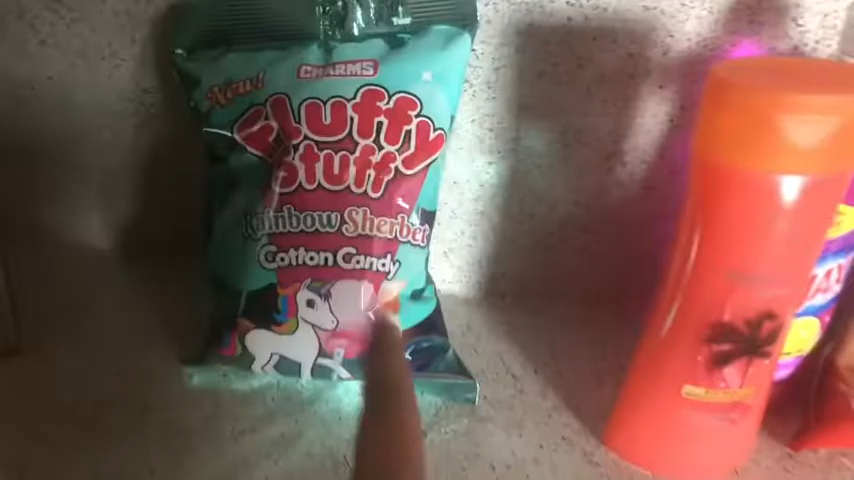 New!
CHARMS
Fluffy
Stuff
Rainbow Sherbet
Cotton Candy